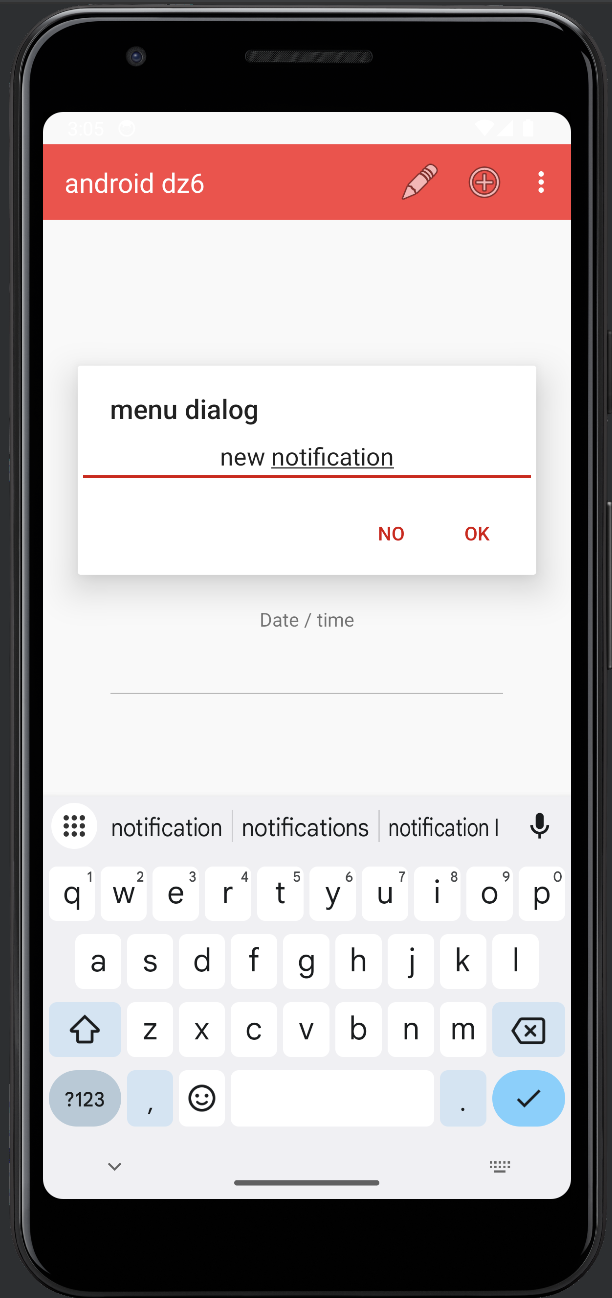 3:05
android dz6
menu dialog
new notification
NO OK
Date / time
notification notifications notification I
q1 w2 e3 r4 t5 y6 u7 i8 o9 p0
a s d f g h j k l
z x c v b n m
?123 , .